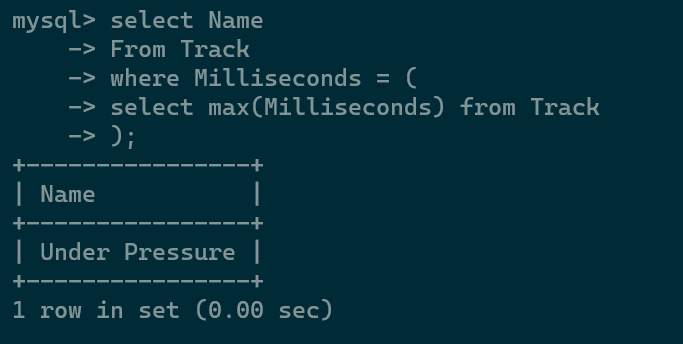 mysql> select Name
    -> From Track
    -> where Milliseconds = (
    -> select max(Milliseconds) from Track
    -> );
+----------------+
| Name           |
+----------------+
| Under Pressure |
+----------------+
1 row in set (0.00 sec)